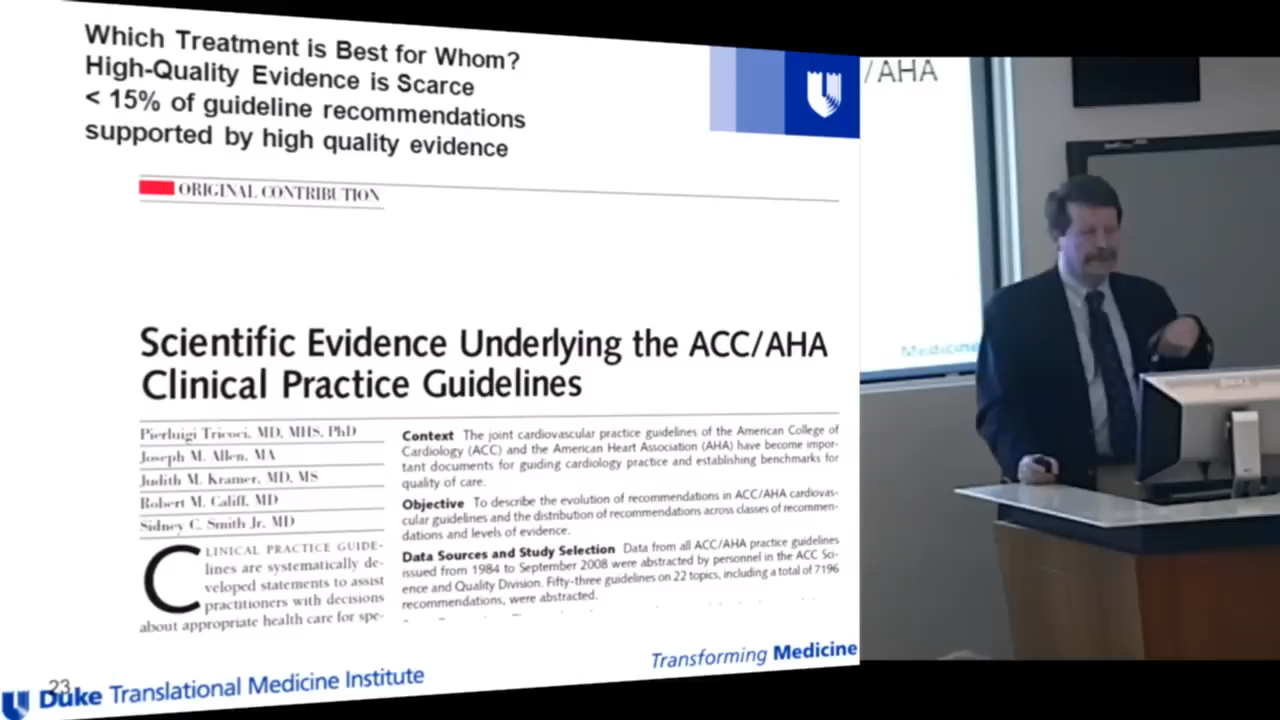 Which Treatment is Best for Whom?
High-Quality Evidence is Scarce
< 15% of guideline recommendations
supported by high quality evidence
/AHA
ORIGINAL CONTRIBUTION
Scientific Evidence Underlying the ACC/AHA
Clinical Practice Guidelines
Pierluigi Tricoci, MD, MHS, PhD
Joseph M. Allen, MA
Judith M. Kramer, MD, MS
Robert M. Califf, MD
Sidney C. Smith Jr, MD
CLINICAL PRACTICE GUIDE-
lines are systematically de-
veloped statements to assist
practitioners with decisions
about appropriate health care for spe-
Context The joint cardiovascular practice guidelines of the American College of
Cardiology (ACC) and the American Heart Association (AHA) have become impor-
tant documents for guiding cardiology practice and establishing benchmarks for
quality of care.
Objective To describe the evolution of recommendations in ACC/AHA cardiovas-
cular guidelines and the distribution of recommendations across classes of recommen-
dations and levels of evidence.
Data Sources and Study Selection Data from all ACC/AHA practice guidelines
issued from 1984 to September 2008 were abstracted by personnel in the ACC Sci-
ence and Quality Division. Fifty-three guidelines on 22 topics, including a total of 7196
recommendations, were abstracted.
Medicine
DELL
23
Duke Translational Medicine Institute
Transforming Medicine